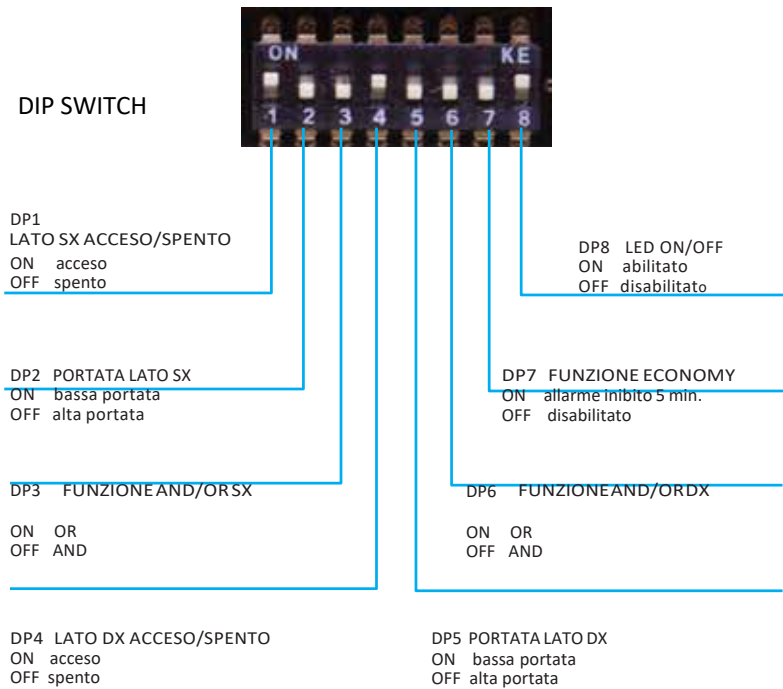 ON KE
1 2 3 4 5 6 7 8
DIP SWITCH
DP1
LATO SX ACCESO/SPENTO
ON acceso
OFF spento
DP8 LED ON/OFF
ON abilitato
OFF disabilitato
DP2 PORTATA LATO SX
ON bassa portata
OFF alta portata
DP7 FUNZIONE ECONOMY
ON allarme inibito 5 min.
OFF disabilitato
DP3 FUNZIONE AND/OR SX
ON OR
OFF AND
DP6 FUNZIONE AND/OR DX
ON OR
OFF AND
DP4 LATO DX ACCESO/SPENTO
ON acceso
OFF spento
DP5 PORTATA LATO DX
ON bassa portata
OFF alta portata